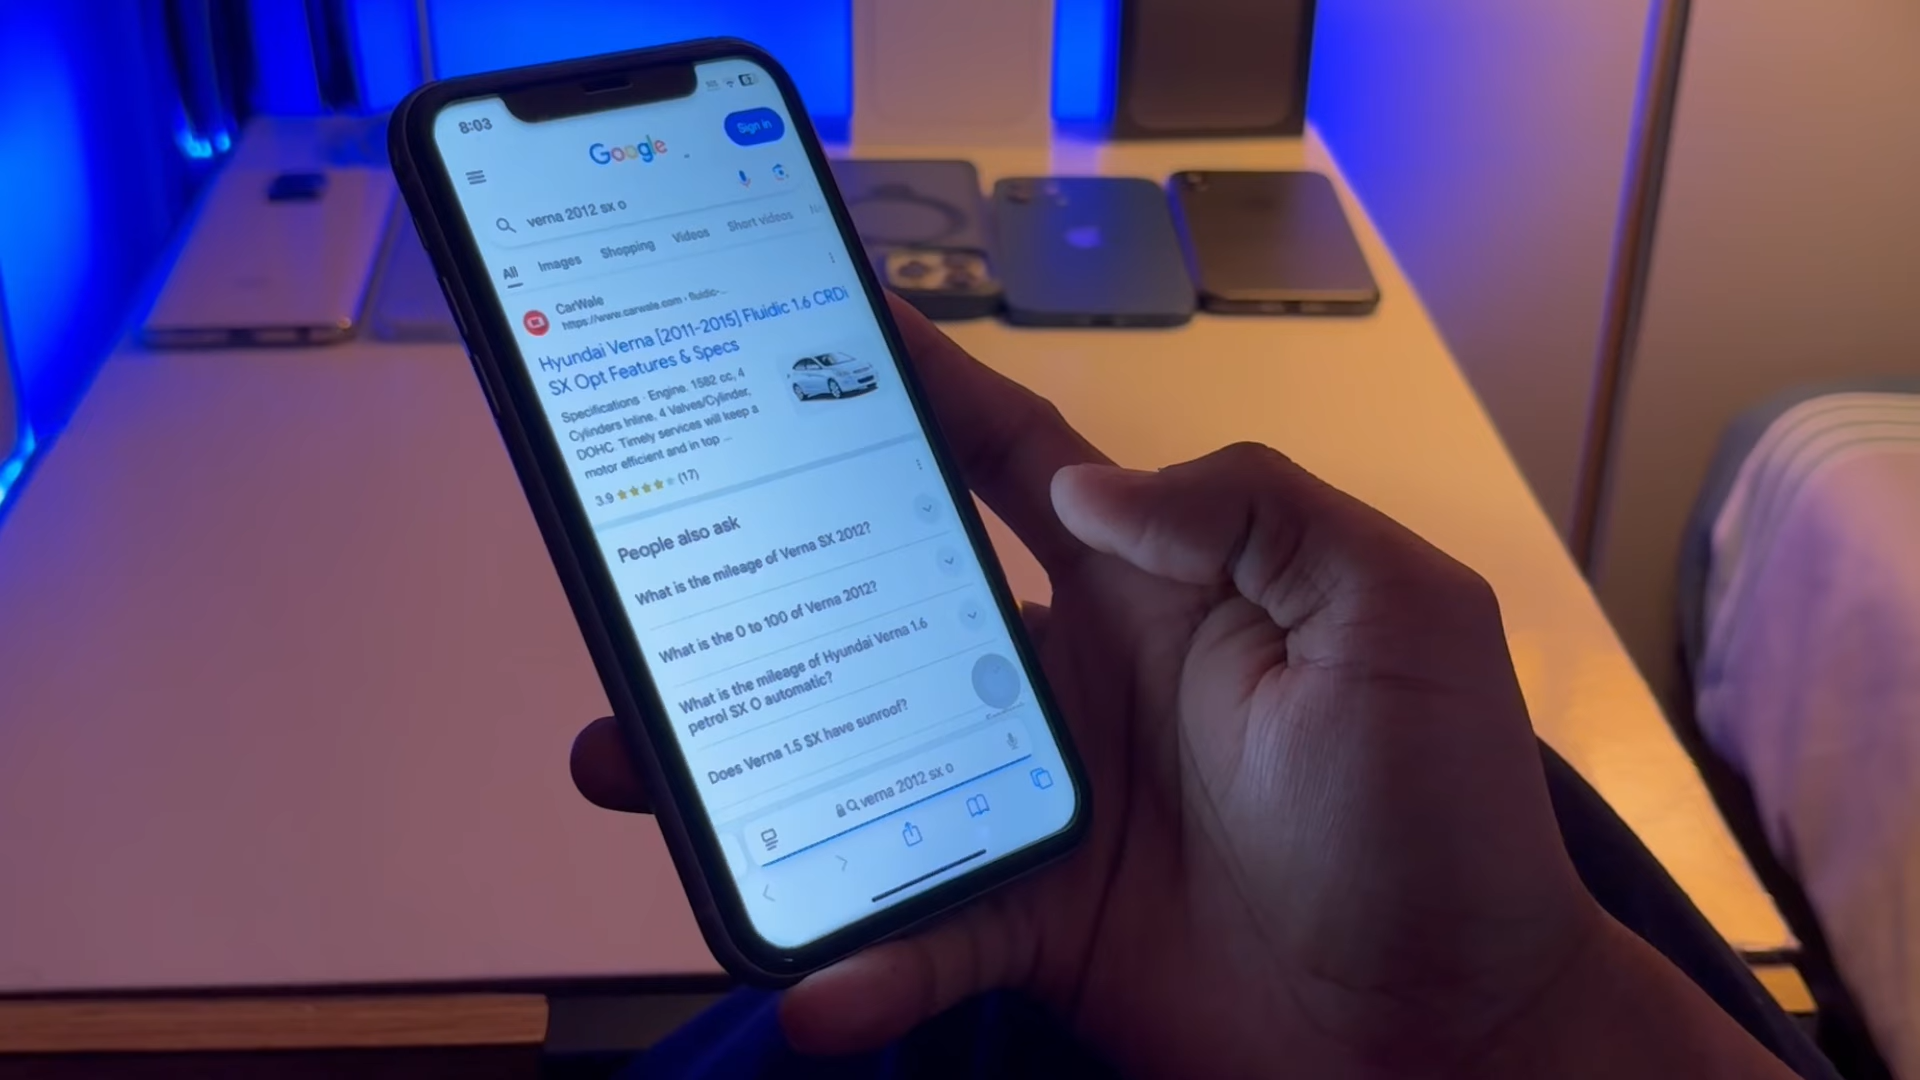 8:03
SOS
Google
Sign in
verna 2012 sx o
All Images Shopping Videos Short videos
CarWale
https://www.carwale.com › fluidic-...
Hyundai Verna [2011-2015] Fluidic 1.6 CRDi
SX Opt Features & Specs
Specifications · Engine. 1582 cc, 4
Cylinders Inline, 4 Valves/Cylinder,
DOHC. Timely services will keep a
motor efficient and in top ...
3.9 (17)
People also ask
What is the mileage of Verna SX 2012?
What is the 0 to 100 of Verna 2012?
What is the mileage of Hyundai Verna 1.6
petrol SX O automatic?
Does Verna 1.5 SX have sunroof?
verna 2012 sx o